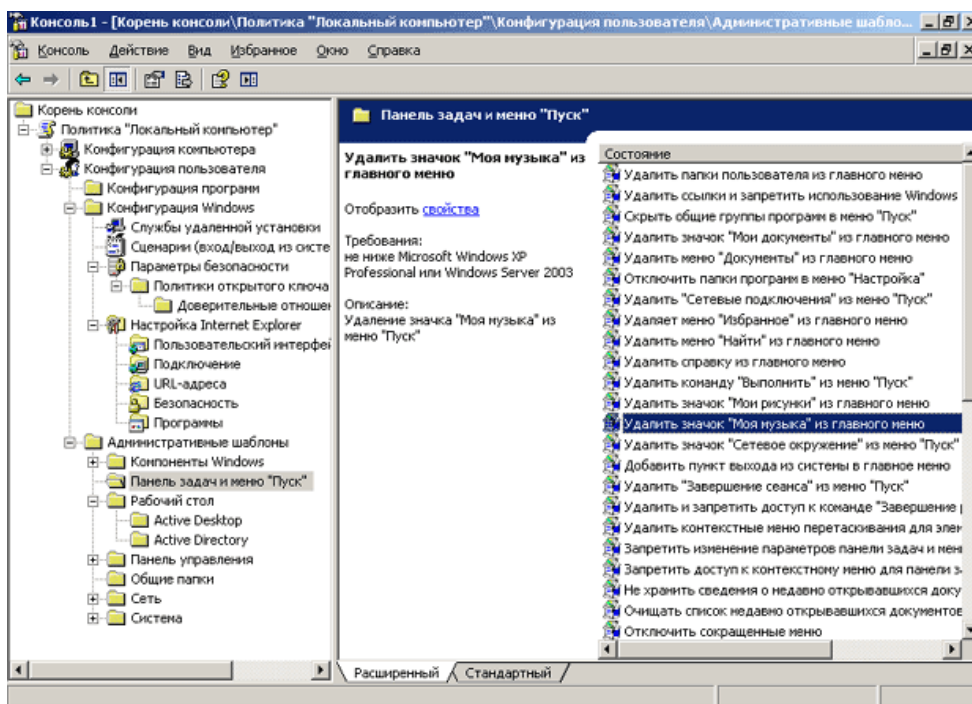 Консоль1 - [Корень консоли\Политика "Локальный компьютер"\Конфигурация пользователя\Административные шабло...
Консоль Действие Вид Избранное Окно Справка
Корень консоли
Политика "Локальный компьютер"
Конфигурация компьютера
Конфигурация пользователя
Конфигурация программ
Конфигурация Windows
Службы удаленной установки
Сценарии (вход/выход из систе
Параметры безопасности
Политики открытого ключа
Доверительные отношен
Настройка Internet Explorer
Пользовательский интерфей
Подключение
URL-адреса
Безопасность
Программы
Административные шаблоны
Компоненты Windows
Панель задач и меню "Пуск"
Рабочий стол
Active Desktop
Active Directory
Панель управления
Общие папки
Сеть
Система
Панель задач и меню "Пуск"
Удалить значок "Моя музыка" из
главного меню
Отобразить свойства
Требования:
не ниже Microsoft Windows XP
Professional или Windows Server 2003
Описание:
Удаление значка "Моя музыка" из
меню "Пуск"
Состояние
Удалить папки пользователя из главного меню
Удалить ссылки и запретить использование Windows
Скрыть общие группы программ в меню "Пуск"
Удалить значок "Мои документы" из главного меню
Удалить меню "Документы" из главного меню
Отключить папки программ в меню "Настройка"
Удалить "Сетевые подключения" из меню "Пуск"
Удаляет меню "Избранное" из главного меню
Удалить меню "Найти" из главного меню
Удалить справку из главного меню
Удалить команду "Выполнить" из меню "Пуск"
Удалить значок "Мои рисунки" из главного меню
Удалить значок "Моя музыка" из главного меню
Удалить значок "Сетевое окружение" из меню "Пуск"
Добавить пункт выхода из системы в главное меню
Удалить "Завершение сеанса" из меню "Пуск"
Удалить и запретить доступ к команде "Завершение
Удалить контекстные меню перетаскивания для элем
Запретить изменение параметров панели задач и мен
Запретить доступ к контекстному меню для панели з
Не хранить сведения о недавно открывавшихся доку
Очищать список недавно открывавшихся документов
Отключить сокращенные меню
Расширенный Стандартный